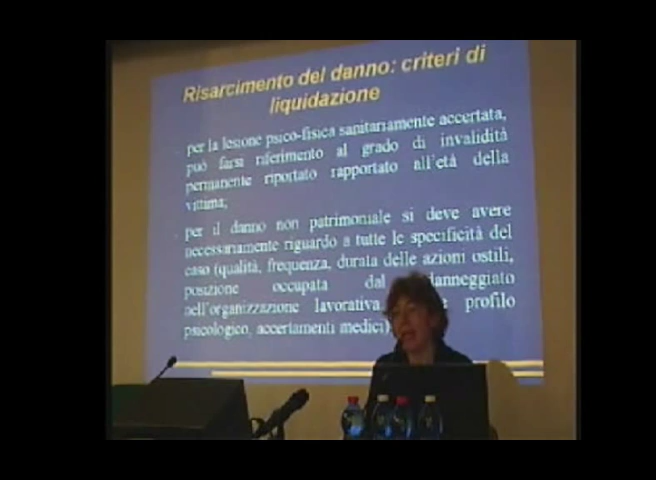 Risarcimento del danno: criteri di
liquidazione
per la lesione psico-fisica sanitariamente accertata,
può farsi riferimento al grado di invalidità
permanente riportato rapportato all'età della
vittima;
per il danno non patrimoniale si deve avere
necessariamente riguardo a tutte le specificità del
caso (qualità, frequenza, durata delle azioni ostili,
posizione occupata dal danneggiato
nell'organizzazione lavorativa profilo
psicologico, accertamenti medici)